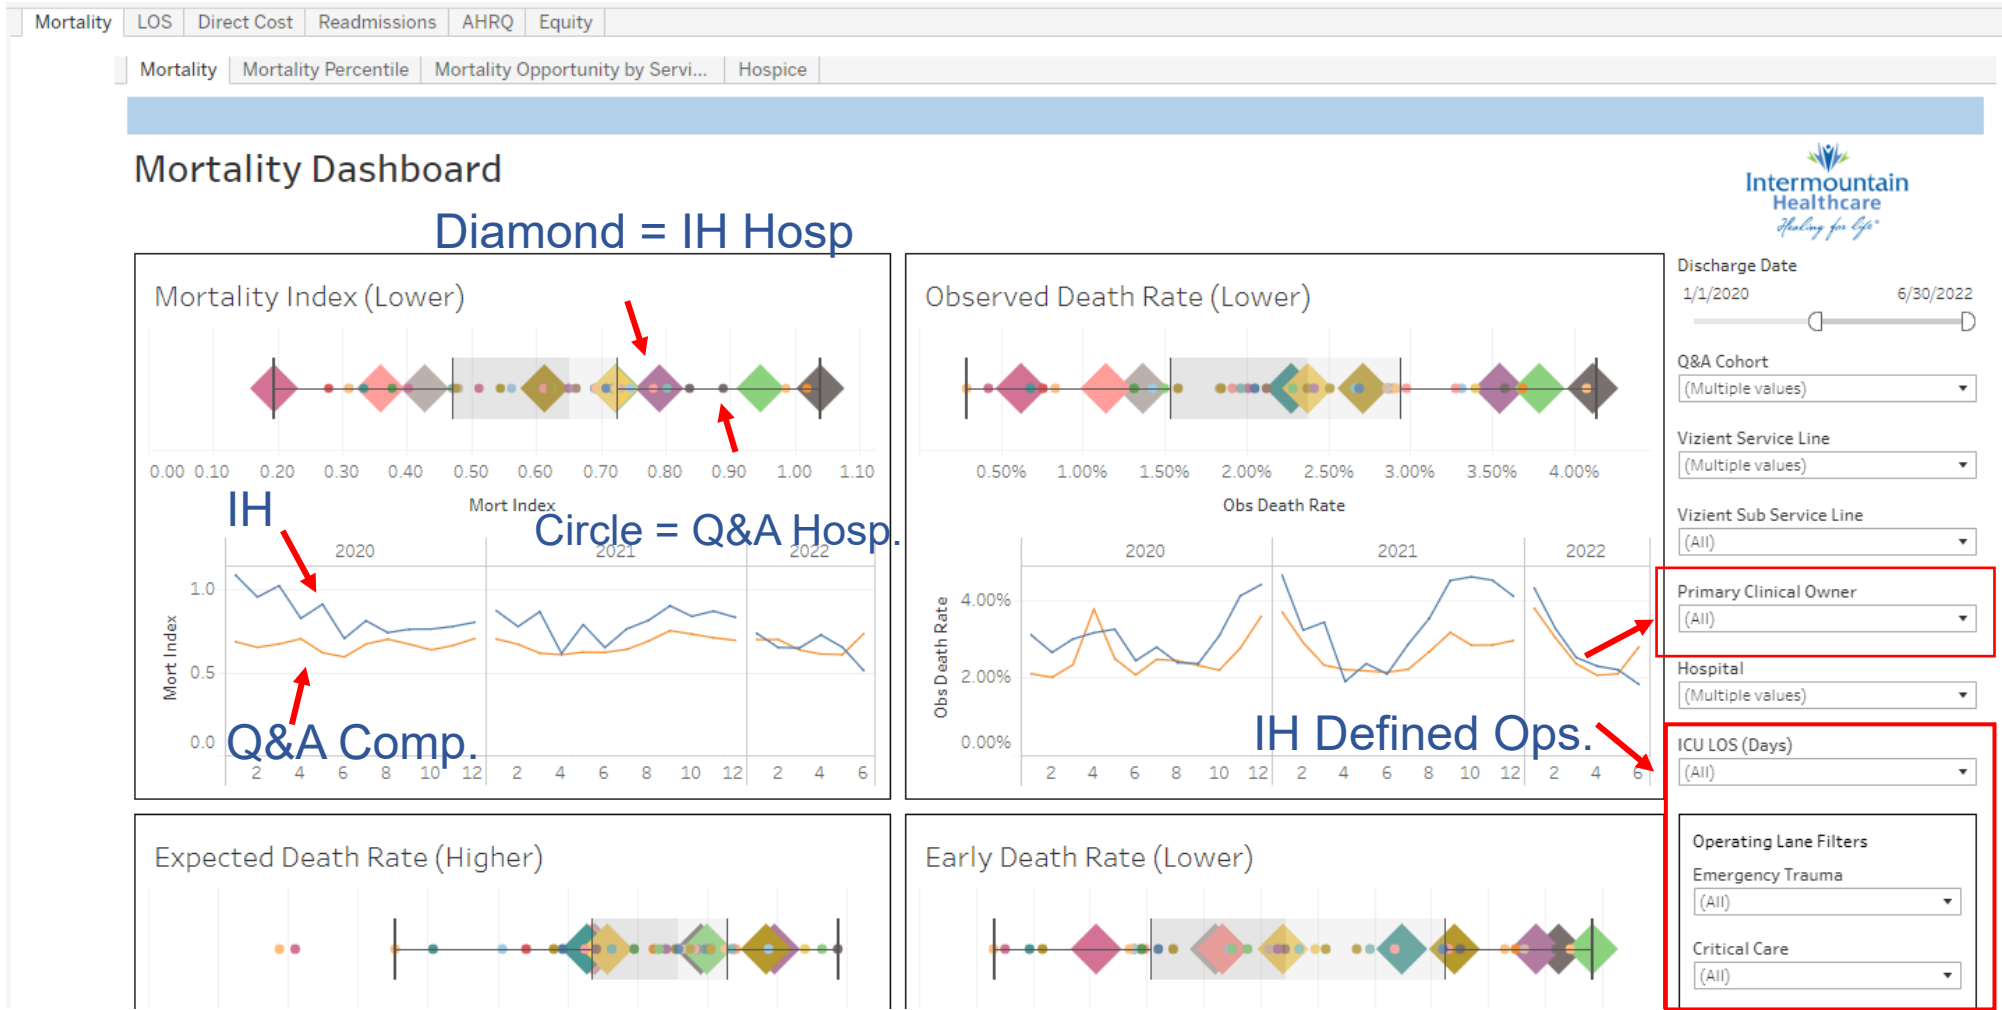 Mortality LOS Direct Cost Readmissions AHRQ Equity
Mortality Mortality Percentile Mortality Opportunity by Servi... Hospice
Mortality Dashboard
Intermountain
Healthcare
Healing for life®
Diamond = IH Hosp
Mortality Index (Lower)
0.00 0.10 0.20 0.30 0.40 0.50 0.60 0.70 0.80 0.90 1.00 1.10
Mort Index
IH
Circle = Q&A Hosp.
2020 2021 2022
Mort Index
1.0
0.5
0.0
Q&A Comp.
2 4 6 8 10 12 2 4 6 8 10 12 2 4 6
Observed Death Rate (Lower)
0.50% 1.00% 1.50% 2.00% 2.50% 3.00% 3.50% 4.00%
Obs Death Rate
2020 2021 2022
Obs Death Rate
4.00%
2.00%
0.00%
IH Defined Ops.
2 4 6 8 10 12 2 4 6 8 10 12 2 4 6
Expected Death Rate (Higher)
Early Death Rate (Lower)
Discharge Date
1/1/2020 6/30/2022
Q&A Cohort
(Multiple values)
Vizient Service Line
(Multiple values)
Vizient Sub Service Line
(All)
Primary Clinical Owner
(All)
Hospital
(Multiple values)
ICU LOS (Days)
(All)
Operating Lane Filters
Emergency Trauma
(All)
Critical Care
(All)